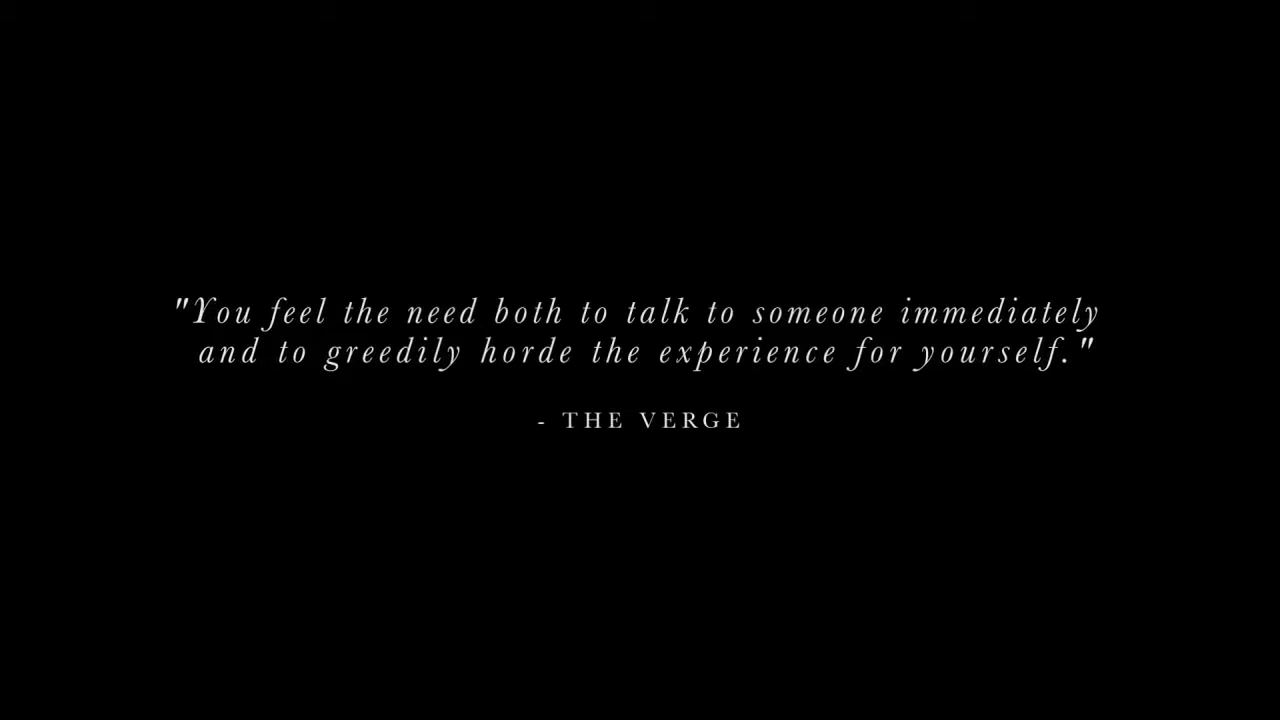 "You feel the need both to talk to someone immediately
and to greedily horde the experience for yourself."
- THE VERGE